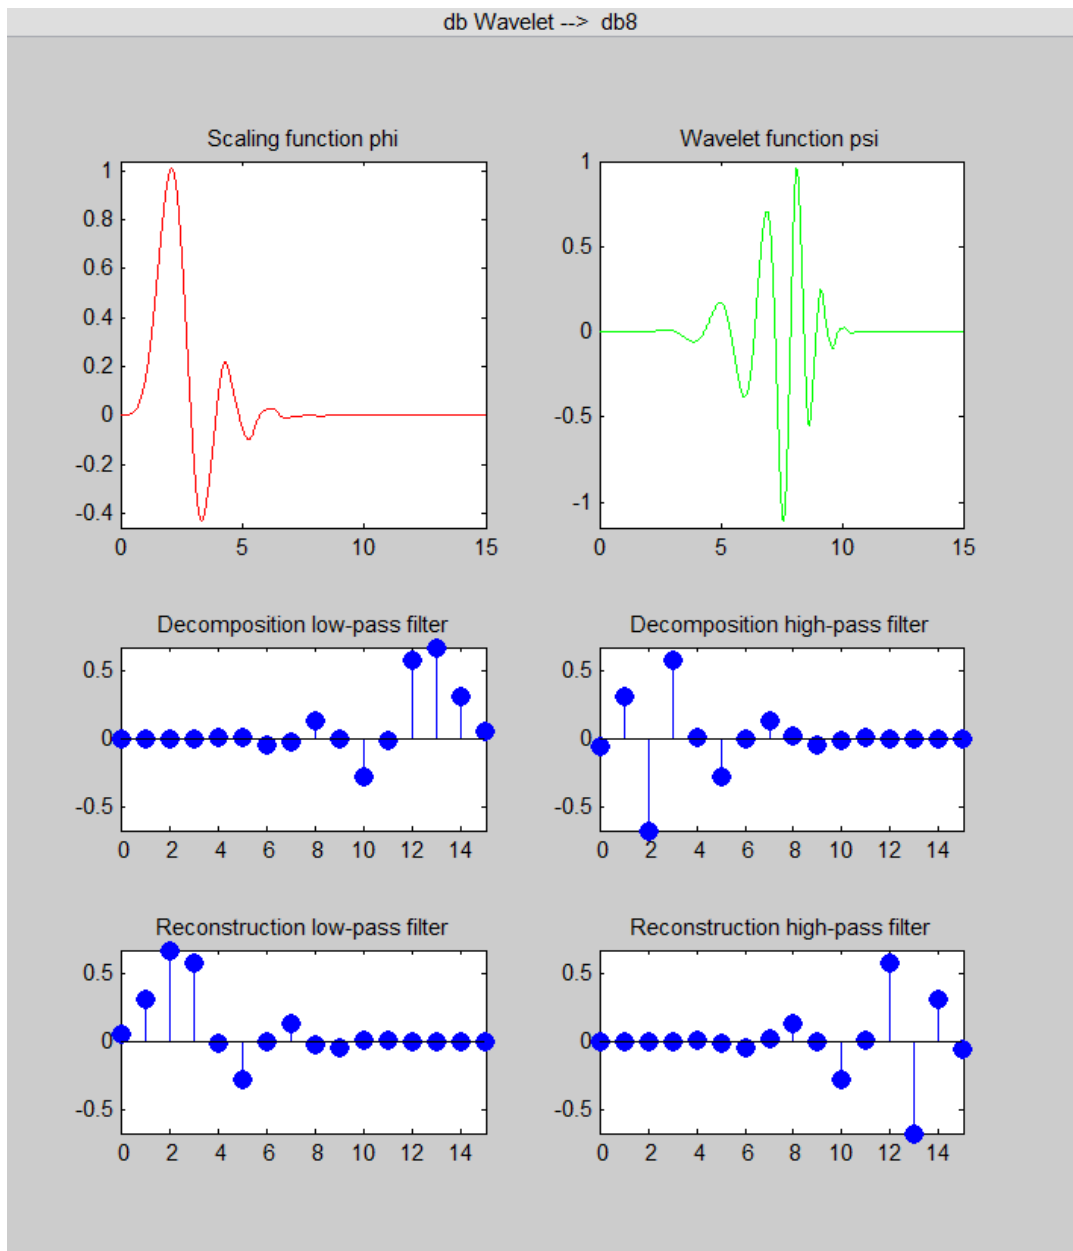 db Wavelet --> db8
Scaling function phi
1
0.8
0.6
0.4
0.2
0
-0.2
-0.4
0 5 10 15
Wavelet function psi
1
0.5
0
-0.5
-1
0 5 10 15
Decomposition low-pass filter
0.5
0
-0.5
0 2 4 6 8 10 12 14
Decomposition high-pass filter
0.5
0
-0.5
0 2 4 6 8 10 12 14
Reconstruction low-pass filter
0.5
0
-0.5
0 2 4 6 8 10 12 14
Reconstruction high-pass filter
0.5
0
-0.5
0 2 4 6 8 10 12 14